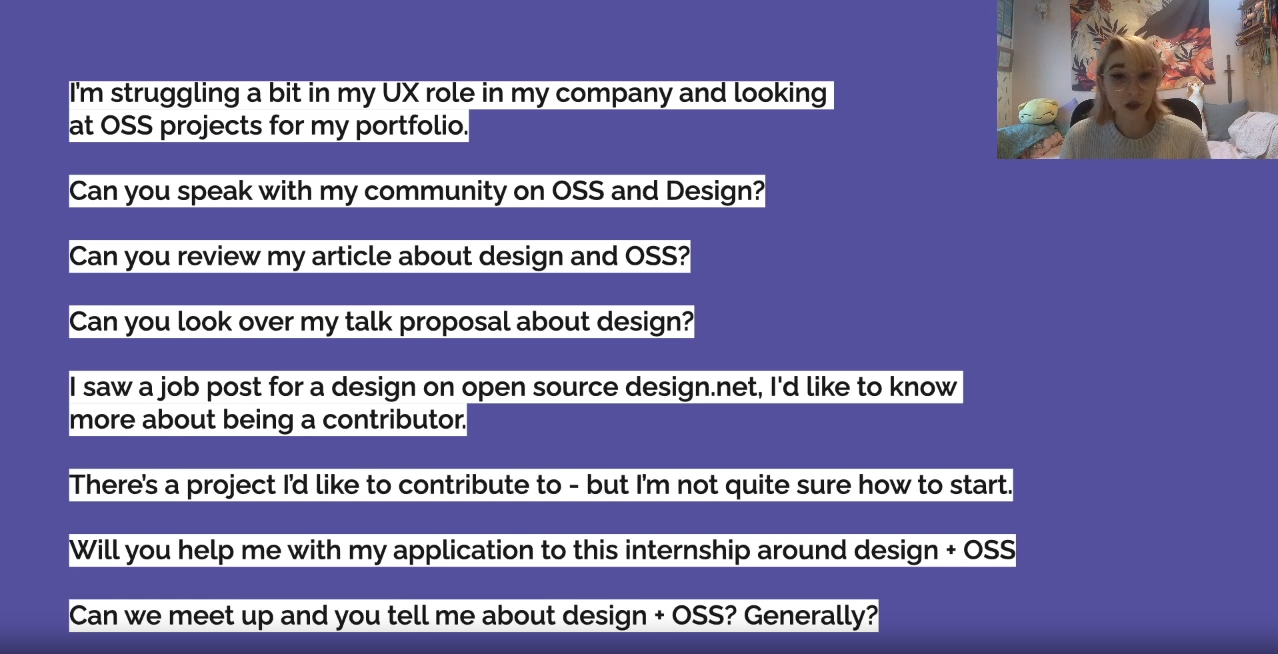 I'm struggling a bit in my UX role in my company and looking
at OSS projects for my portfolio.
Can you speak with my community on OSS and Design?
Can you review my article about design and OSS?
Can you look over my talk proposal about design?
I saw a job post for a design on open source design.net, I'd like to know
more about being a contributor.
There's a project I'd like to contribute to - but I'm not quite sure how to start.
Will you help me with my application to this internship around design + OSS
Can we meet up and you tell me about design + OSS? Generally?